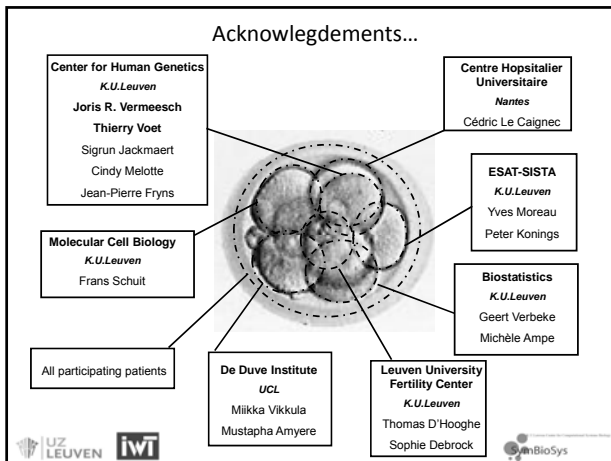 Acknowlegdements...
Center for Human Genetics
K.U.Leuven
Joris R. Vermeesch
Thierry Voet
Sigrun Jackmaert
Cindy Melotte
Jean-Pierre Fryns
Centre Hopsitalier
Universitaire
Nantes
Cédric Le Caignec
ESAT-SISTA
K.U.Leuven
Yves Moreau
Peter Konings
Molecular Cell Biology
K.U.Leuven
Frans Schuit
Biostatistics
K.U.Leuven
Geert Verbeke
Michèle Ampe
All participating patients
De Duve Institute
UCL
Miikka Vikkula
Mustapha Amyere
Leuven University
Fertility Center
K.U.Leuven
Thomas D'Hooghe
Sophie Debrock
UZ
LEUVEN
iwt
SymBioSys